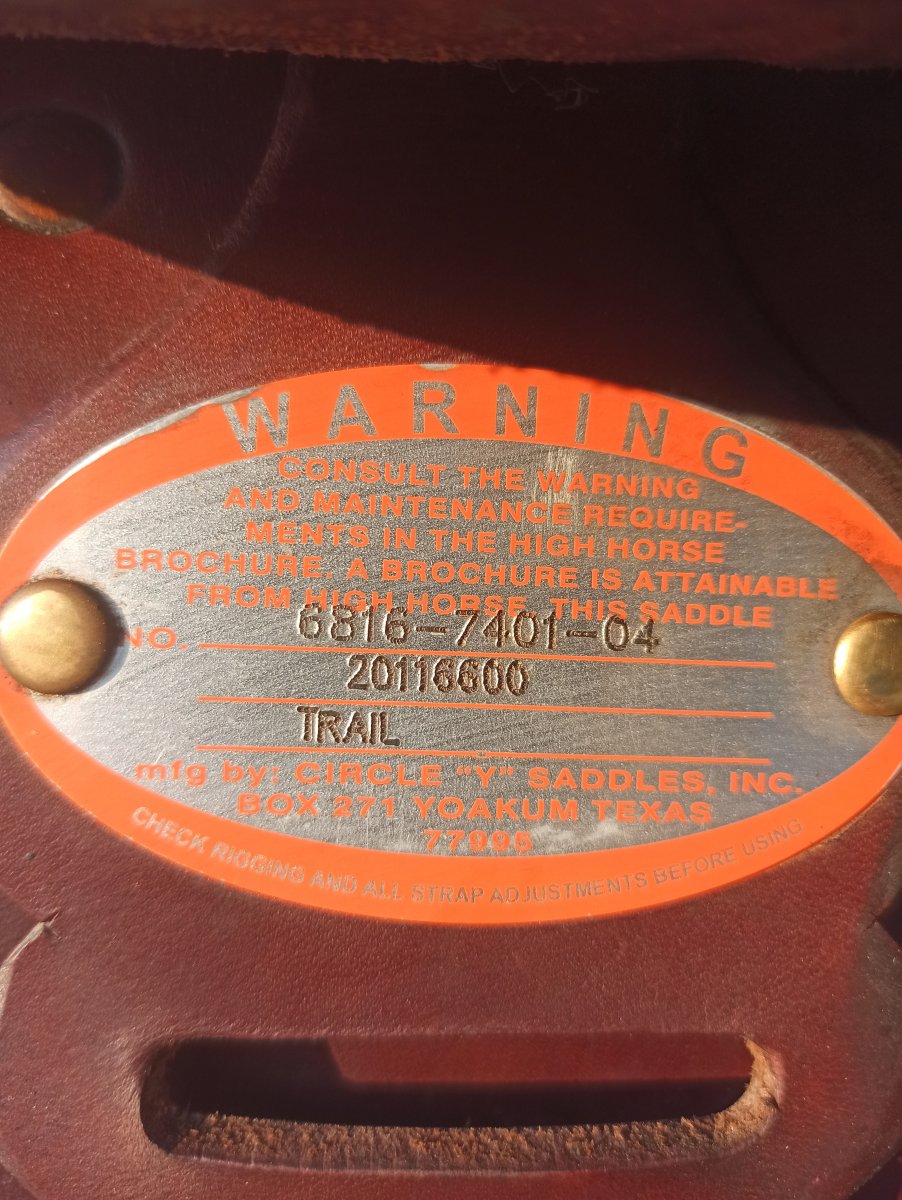 WARNING
CONSULT THE WARNING
AND MAINTENANCE REQUIRE-
MENTS IN THE HIGH HORSE
BROCHURE. A BROCHURE IS ATTAINABLE
FROM HIGH HORSE. THIS SADDLE
NO. 6816-7401-04
20116600
TRAIL
mfg by: CIRCLE "Y" SADDLES, INC.
BOX 271 YOAKUM TEXAS
77995
CHECK RIGGING AND ALL STRAP ADJUSTMENTS BEFORE USING